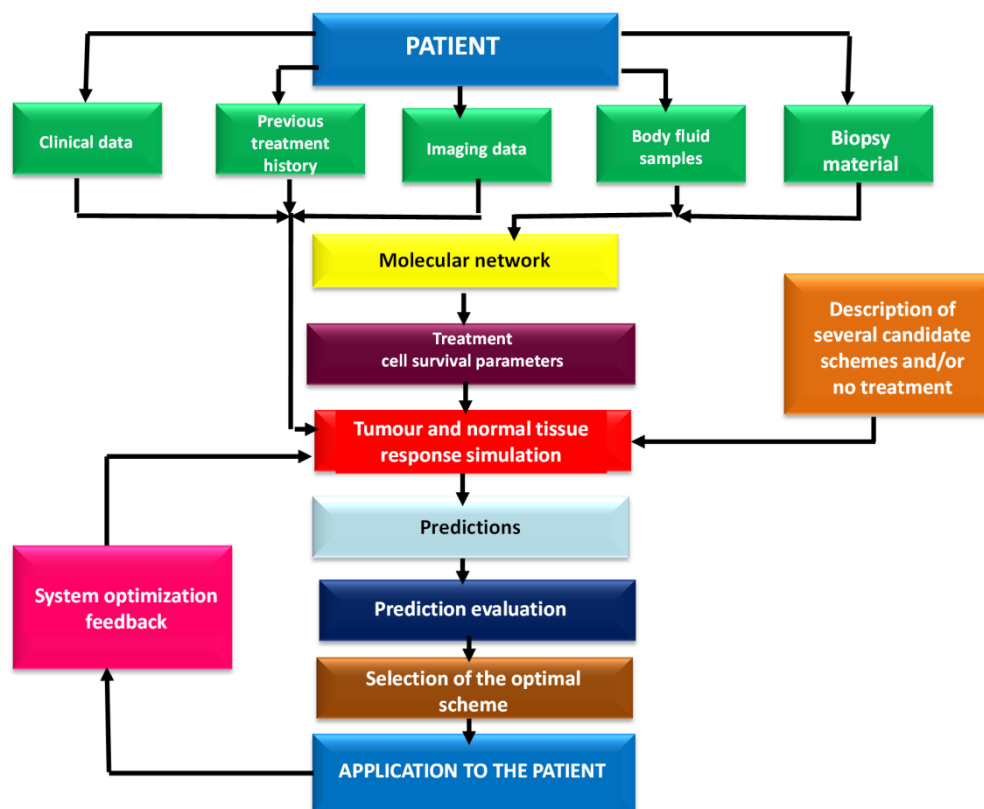 PATIENT
Clinical data
Previous
treatment
history
Imaging data
Body fluid
samples
Biopsy
material
Molecular network
Description of
several candidate
schemes and/or
no treatment
Treatment
cell survival parameters
Tumour and normal tissue
response simulation
Predictions
System optimization
feedback
Prediction evaluation
Selection of the optimal
scheme
APPLICATION TO THE PATIENT